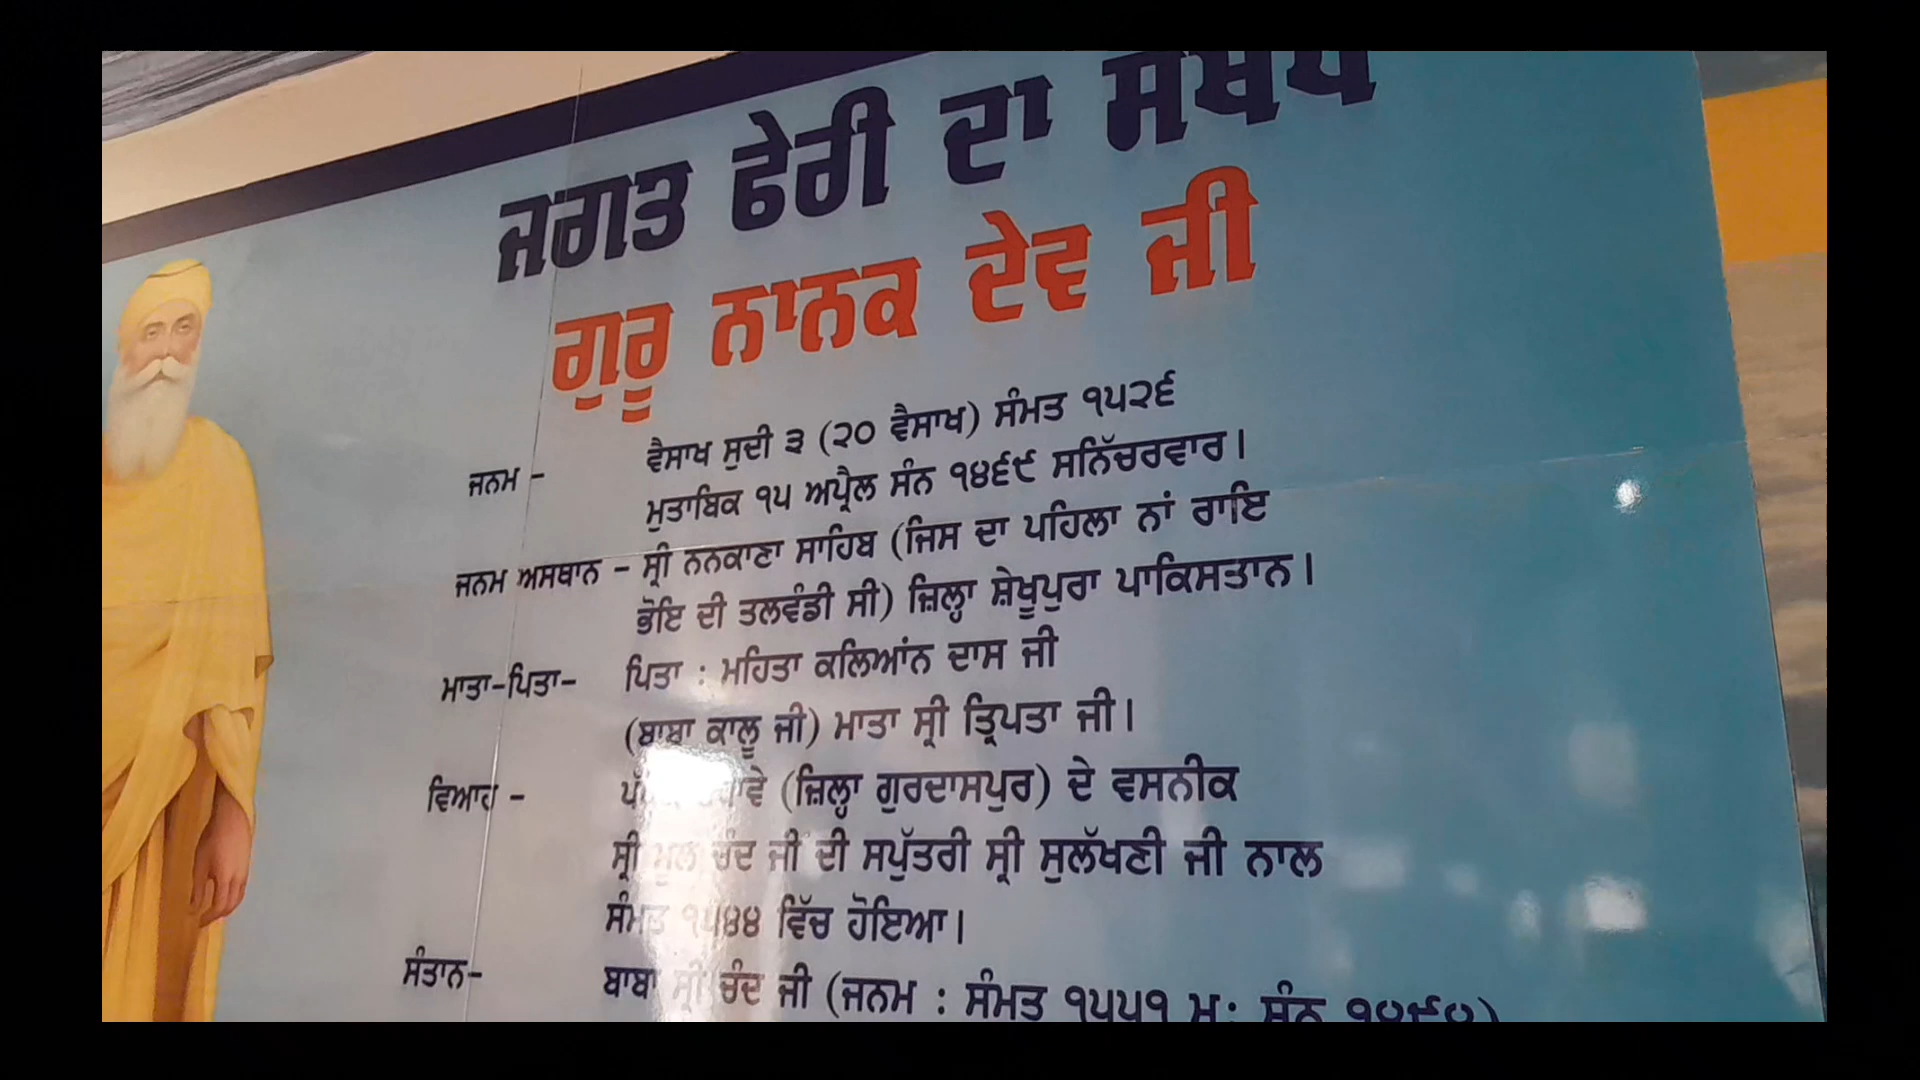 ਜਗਤ ਫੇਰੀ ਦਾ
ਗੁਰੂ ਨਾਨਕ ਦੇਵ ਜੀ
ਜਨਮ - ਵੈਸਾਖ ਸੁਦੀ ੩ (੨੦ ਵੈਸਾਖ) ਸੰਮਤ ੧੫੨੬
ਮੁਤਾਬਿਕ ੧੫ ਅਪ੍ਰੈਲ ਸੰਨ ੧੪੬੯ ਸਨਿੱਚਰਵਾਰ।
ਜਨਮ ਅਸਥਾਨ - ਸ੍ਰੀ ਨਨਕਾਣਾ ਸਾਹਿਬ (ਜਿਸ ਦਾ ਪਹਿਲਾ ਨਾਂ ਰਾਇ
ਭੋਇ ਦੀ ਤਲਵੰਡੀ ਸੀ) ਜ਼ਿਲ੍ਹਾ ਸ਼ੇਖੂਪੁਰਾ ਪਾਕਿਸਤਾਨ।
ਮਾਤਾ-ਪਿਤਾ- ਪਿਤਾ : ਮਹਿਤਾ ਕਲਿਆਂਨ ਦਾਸ ਜੀ
(ਬਾਬਾ ਕਾਲੂ ਜੀ) ਮਾਤਾ ਸ੍ਰੀ ਤ੍ਰਿਪਤਾ ਜੀ।
ਵਿਆਹ - (ਜ਼ਿਲ੍ਹਾ ਗੁਰਦਾਸਪੁਰ) ਦੇ ਵਸਨੀਕ
ਸ੍ਰੀ ਮੂਲ ਚੰਦ ਜੀ ਦੀ ਸਪੁੱਤਰੀ ਸ੍ਰੀ ਸੁਲੱਖਣੀ ਜੀ ਨਾਲ
ਸੰਮਤ ੧੫੪੪ ਵਿੱਚ ਹੋਇਆ।
ਸੰਤਾਨ- ਬਾਬਾ ਸ੍ਰੀ ਚੰਦ ਜੀ (ਜਨਮ : ਸੰਮਤ ੧੫੫੧ ਮੁ: ਸੰਨ